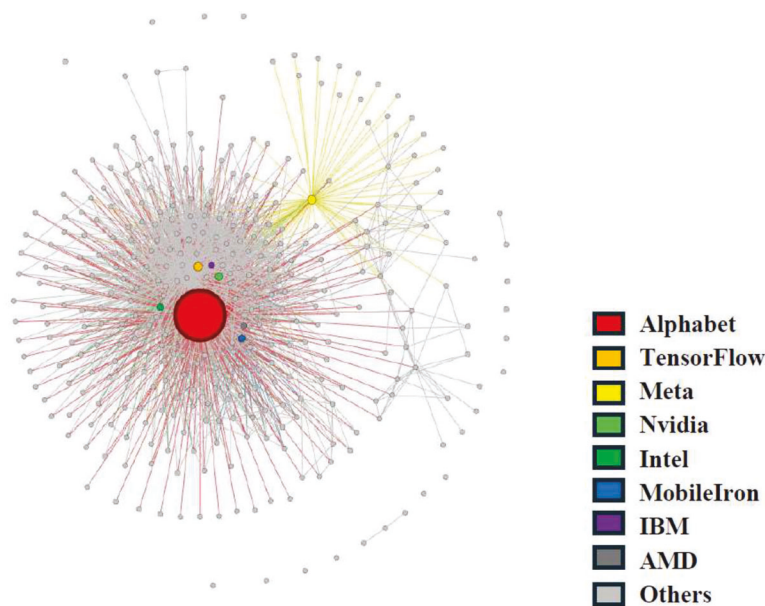 Alphabet
TensorFlow
Meta
Nvidia
Intel
MobileIron
IBM
AMD
Others